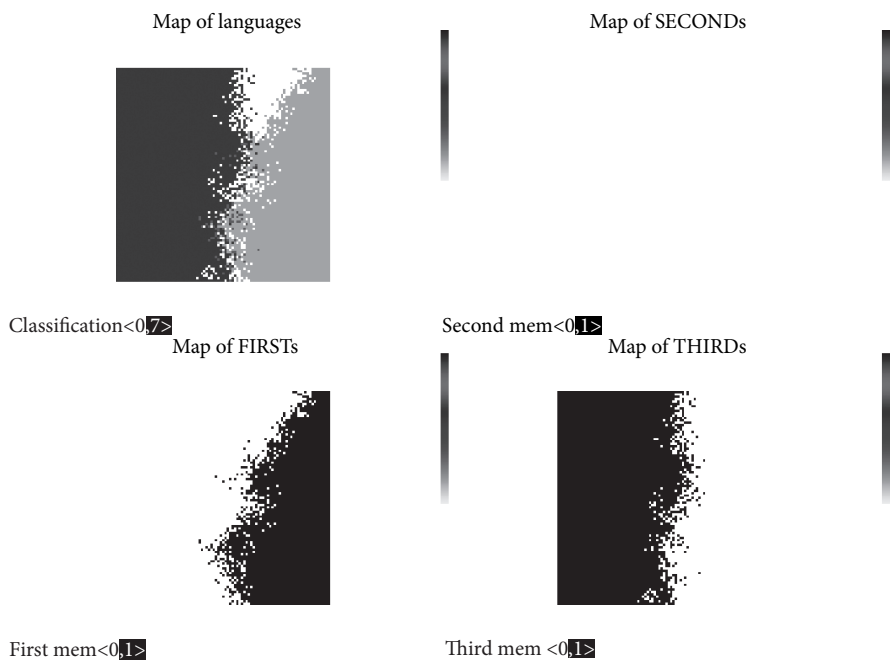 Map of languages
Map of SECONDs
Classification<0,7>
Second mem<0,1>
Map of FIRSTs
Map of THIRDs
First mem<0,1>
Third mem <0,1>